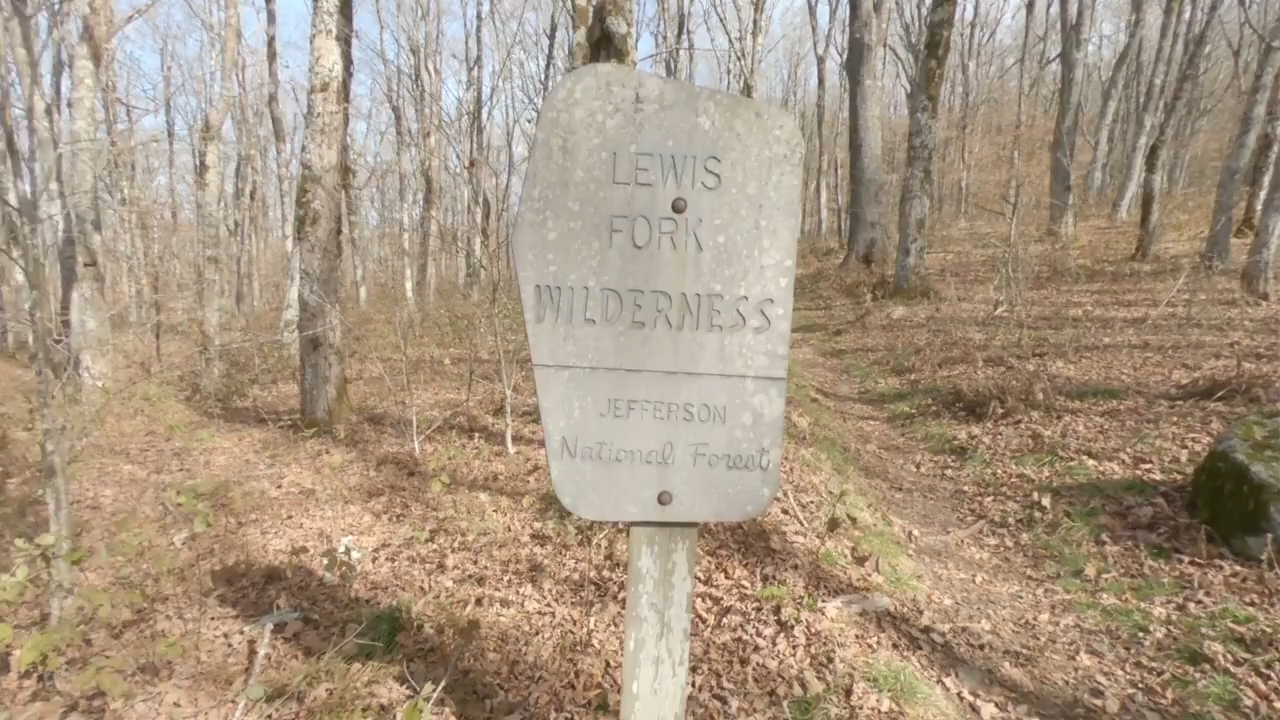 LEWIS
FORK
WILDERNESS
JEFFERSON
National Forest